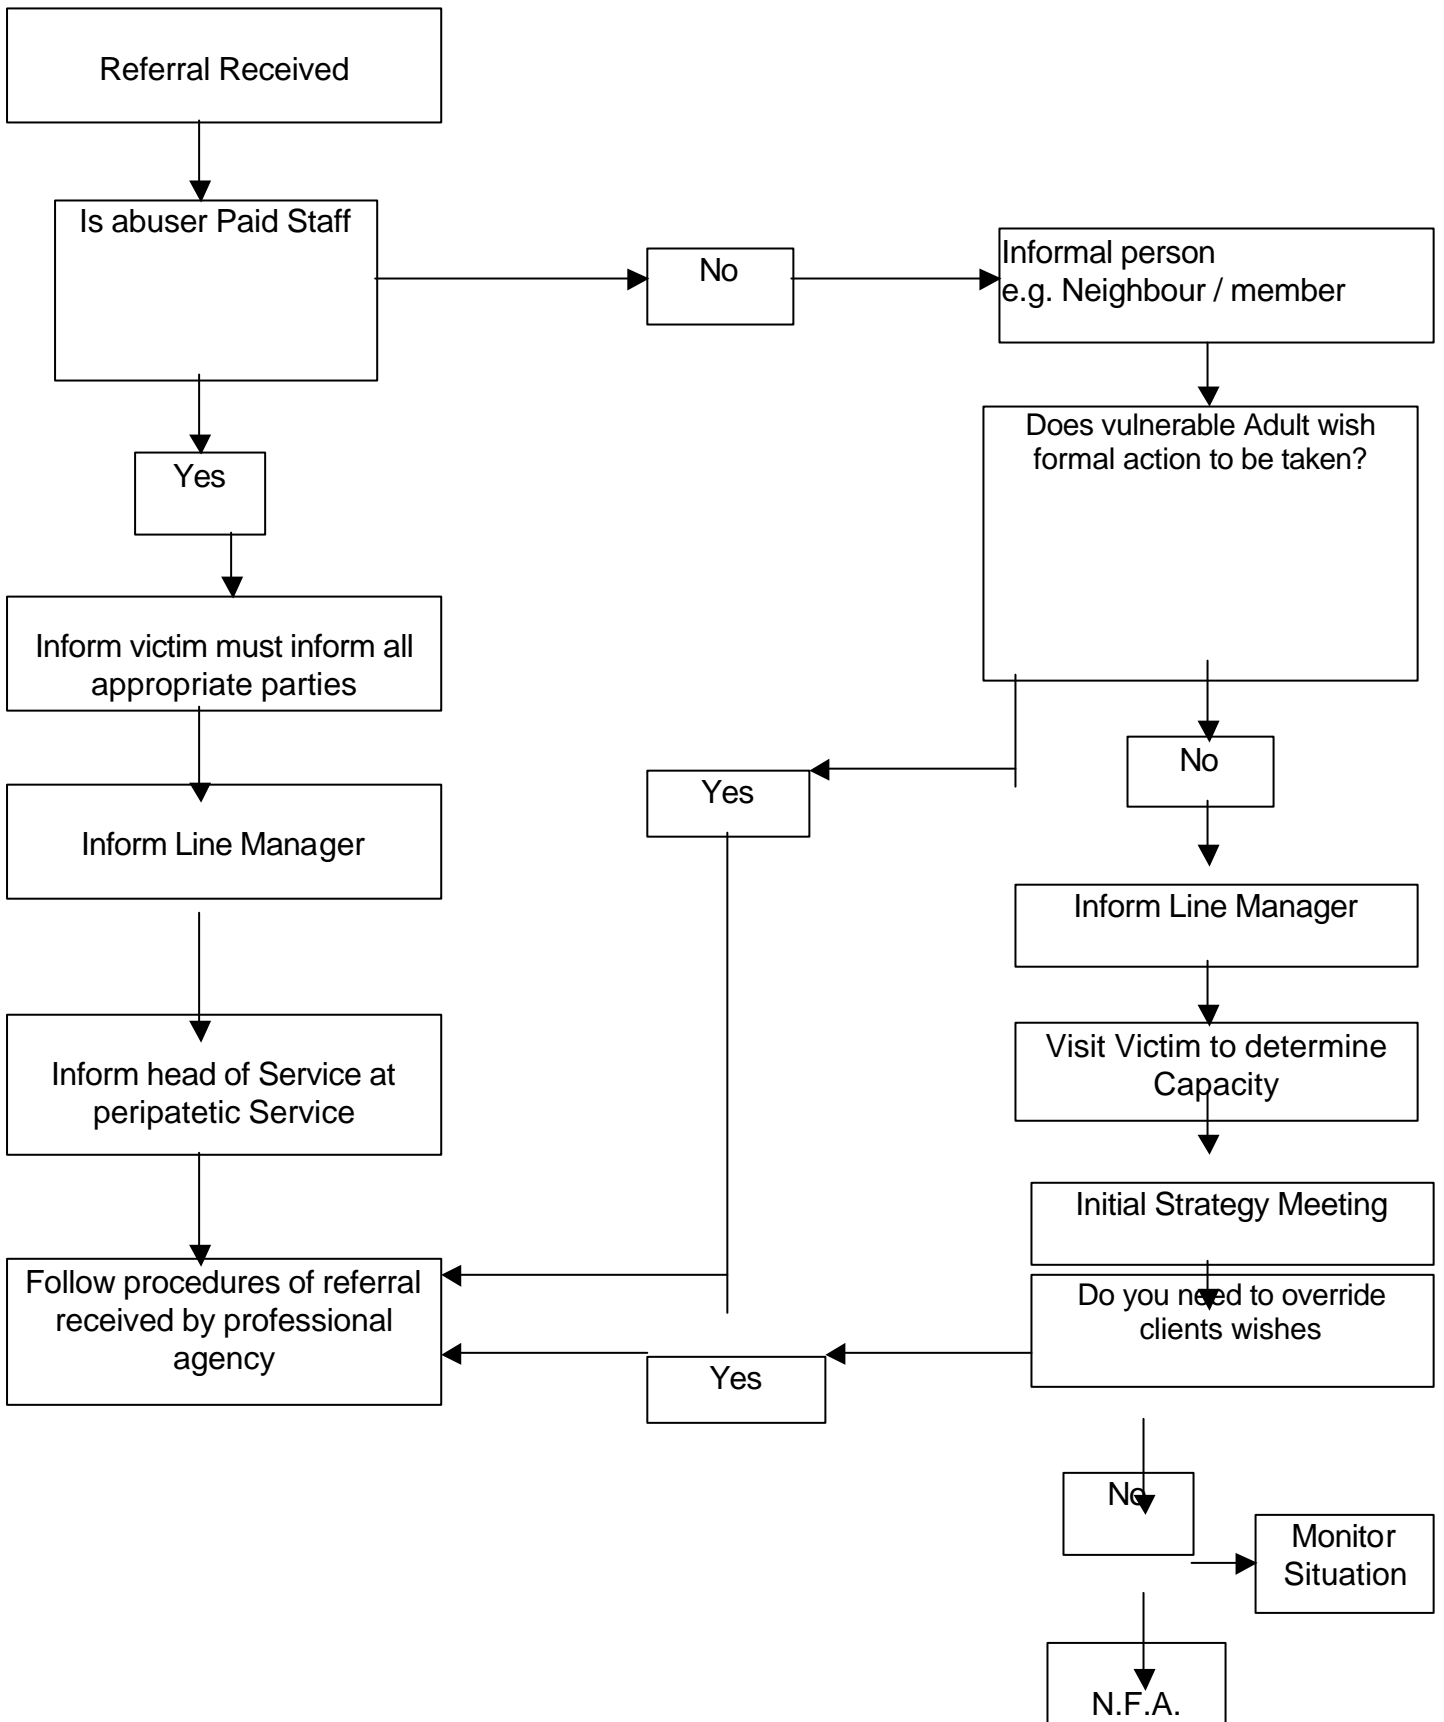 Referral Received
Is abuser Paid Staff
No
Informal person
e.g. Neighbour / member
Does vulnerable Adult wish
formal action to be taken?
Yes
Inform victim must inform all
appropriate parties
No
Yes
Inform Line Manager
Inform Line Manager
Visit Victim to determine
Capacity
Inform head of Service at
peripatetic Service
Initial Strategy Meeting
Follow procedures of referral
received by professional
agency
Do you need to override
clients wishes
Yes
No
Monitor
Situation
N.F.A.